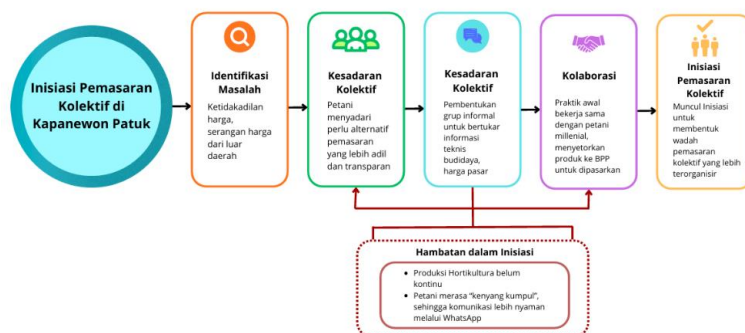 Inisiasi Pemasaran
Kolektif di
Kapanewon Patuk
Identifikasi
Masalah
Ketidakadilan
harga,
serangan harga
dari luar
daerah
Kesadaran
Kolektif
Petani
menyadari
perlu alternatif
pemasaran
yang lebih adil
dan transparan
Kesadaran
Kolektif
Pembentukan
grup informal
untuk bertukar
informasi
teknis
budidaya,
harga pasar
Kolaborasi
Praktik awal
bekerja sama
dengan petani
millenial,
menyetorkan
produk ke BPP
untuk dipasarkan
Inisiasi
Pemasaran
Kolektif
Muncul Inisiasi
untuk
membentuk
wadah
pemasaran
kolektif yang lebih
terorganisir
Hambatan dalam Inisiasi
• Produksi Hortikultura belum
kontinu
• Petani merasa “kenyang kumpul”,
sehingga komunikasi lebih nyaman
melalui WhatsApp